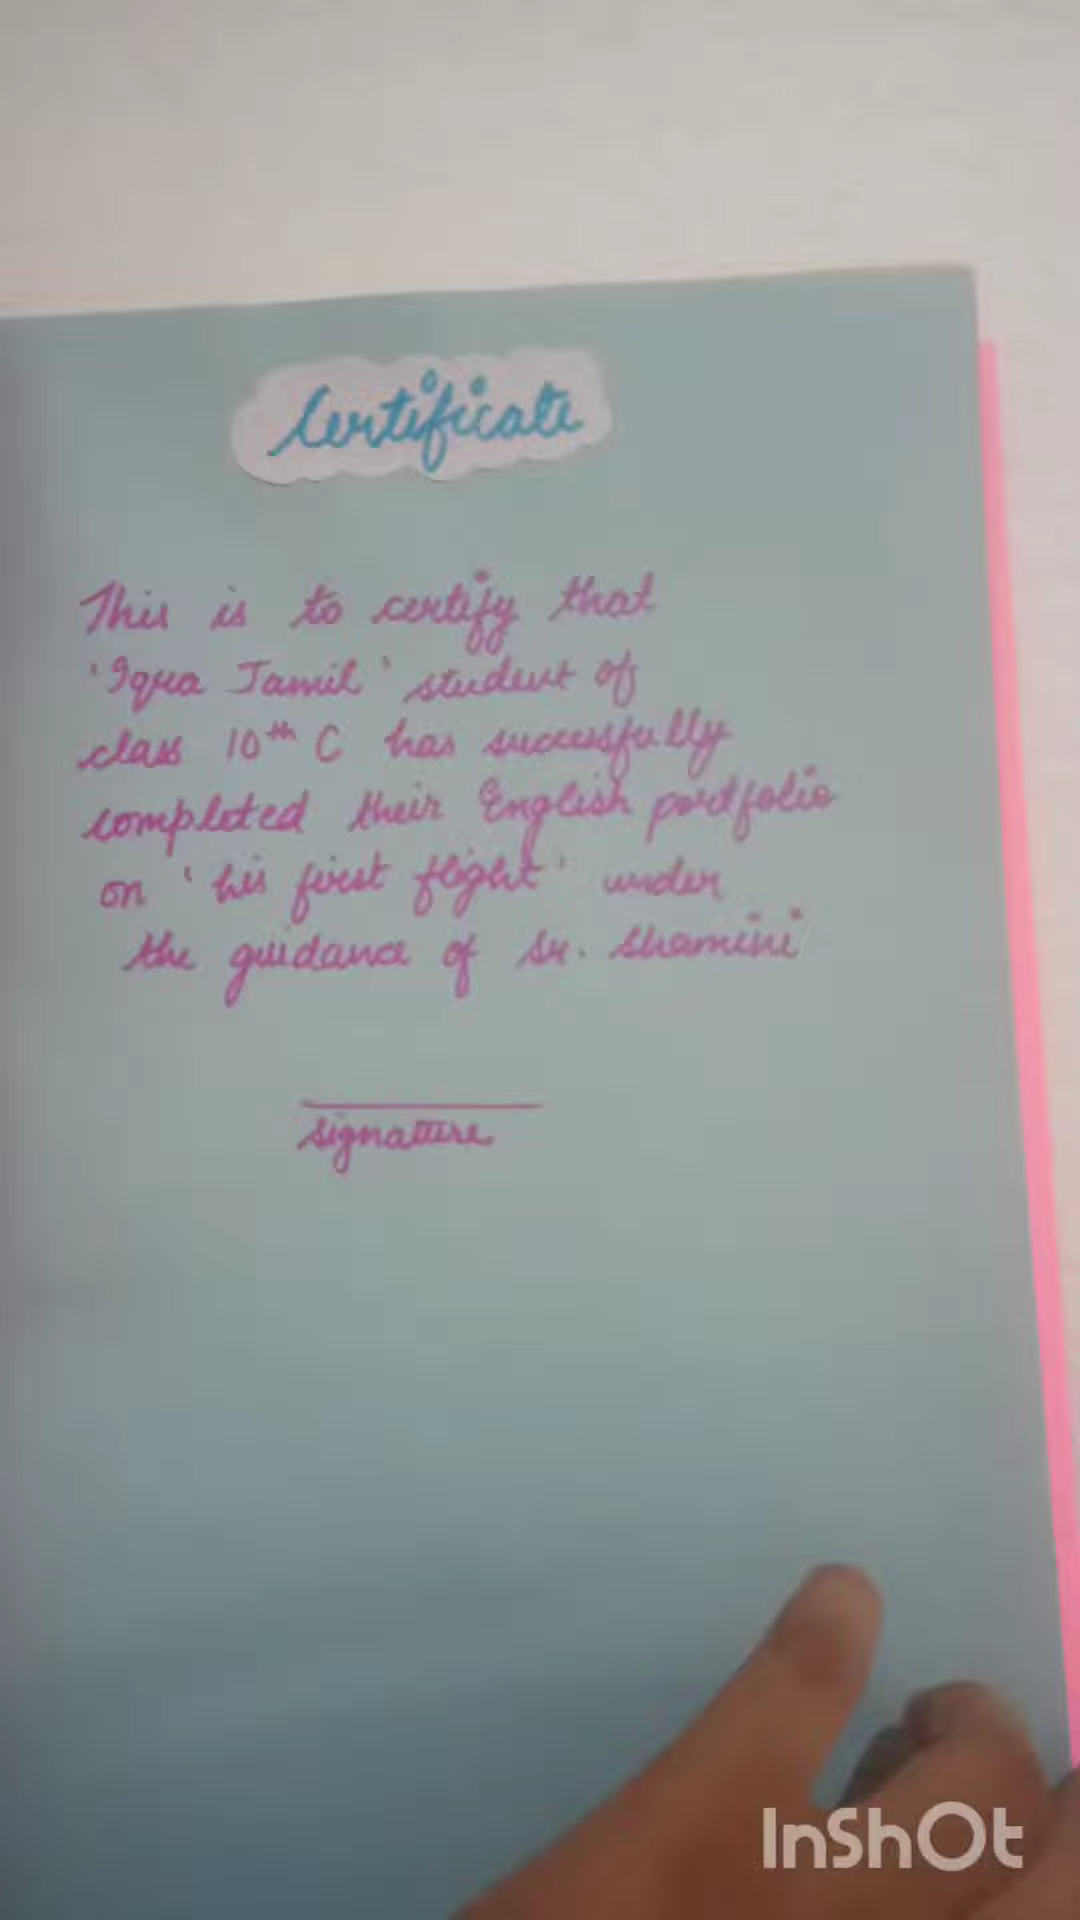 Certificate
This is to certify that
'Iqra Jamil' student of
class 10th C has successfully
completed their English portfolio
on 'his first flight' under
the guidance of Sr. Shamini
signature
InShOt